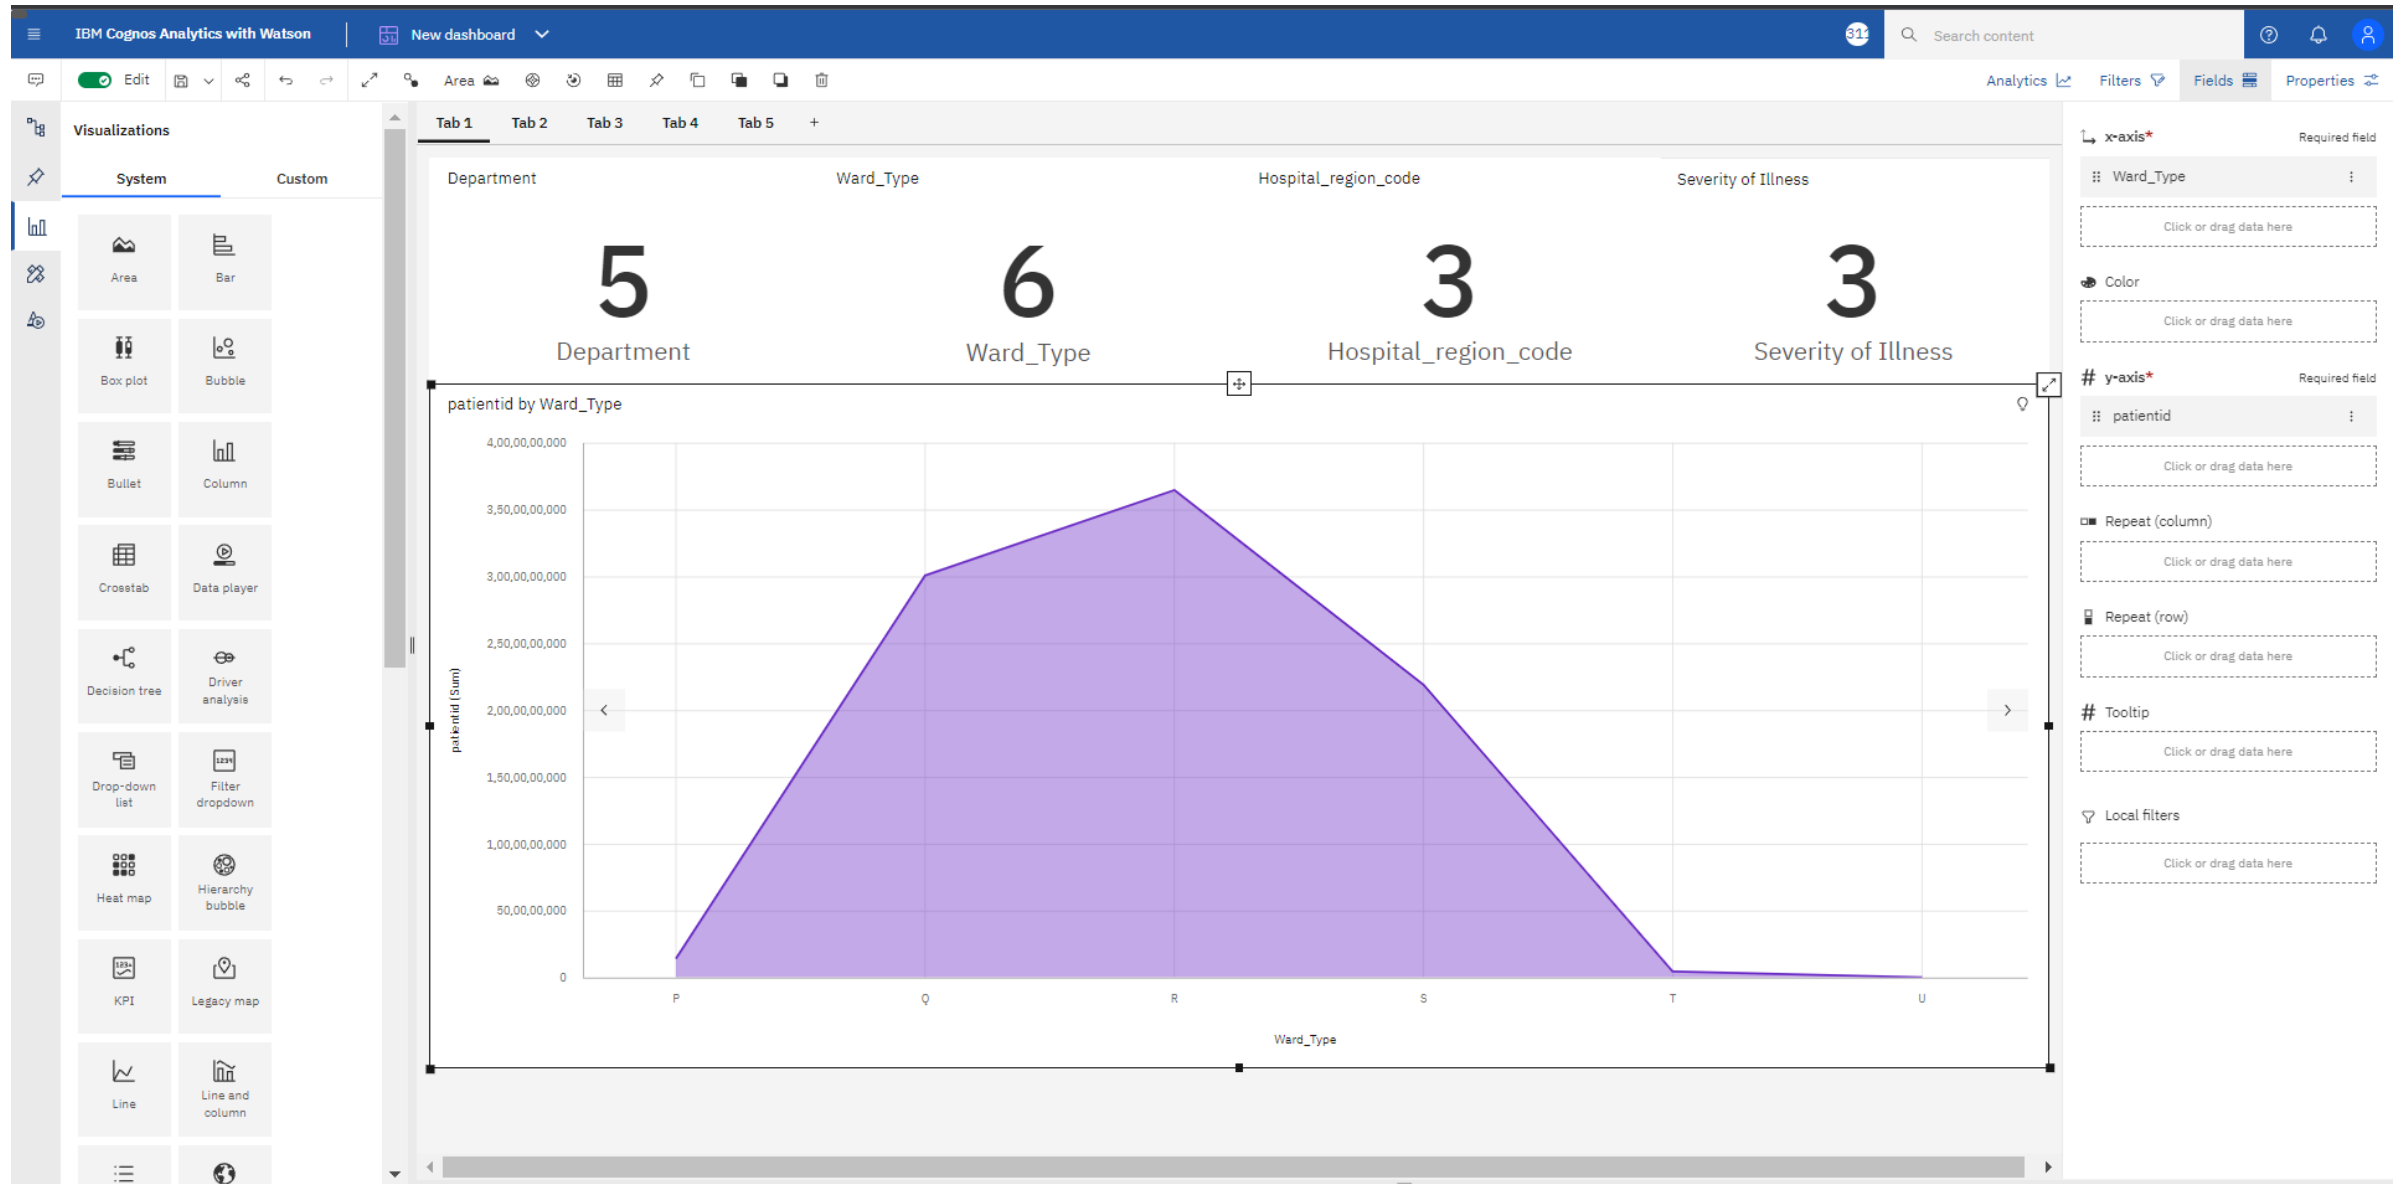 IBM Cognos Analytics with Watson
New dashboard
311
Search content
Edit
Area
Analytics
Filters
Fields
Properties
Visualizations
System Custom
Area Bar
Box plot Bubble
Bullet Column
Crosstab Data player
Decision tree Driver analysis
Drop-down list Filter dropdown
Heat map Hierarchy bubble
KPI Legacy map
Line Line and column
Tab 1 Tab 2 Tab 3 Tab 4 Tab 5 +
Department Ward_Type Hospital_region_code Severity of Illness
5 6 3 3
Department Ward_Type Hospital_region_code Severity of Illness
patientid by Ward_Type
patientid (Sum)
4,00,00,00,000
3,50,00,00,000
3,00,00,00,000
2,50,00,00,000
2,00,00,00,000
1,50,00,00,000
1,00,00,00,000
50,00,00,000
0
P Q R S T U
Ward_Type
x-axis* Required field
Ward_Type
Click or drag data here
Color
Click or drag data here
y-axis* Required field
patientid
Click or drag data here
Repeat (column)
Click or drag data here
Repeat (row)
Click or drag data here
Tooltip
Click or drag data here
Local filters
Click or drag data here